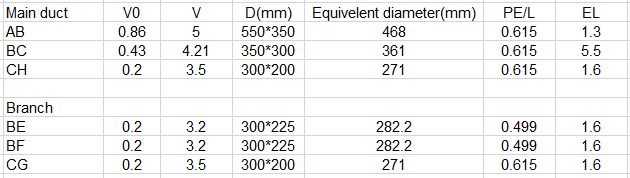 Main duct V0 V D(mm) Equivelent diameter(mm) PE/L EL
AB 0.86 5 550*350 468 0.615 1.3
BC 0.43 4.21 350*300 361 0.615 5.5
CH 0.2 3.5 300*200 271 0.615 1.6
Branch
BE 0.2 3.2 300*225 282.2 0.499 1.6
BF 0.2 3.2 300*225 282.2 0.499 1.6
CG 0.2 3.5 300*200 271 0.615 1.6